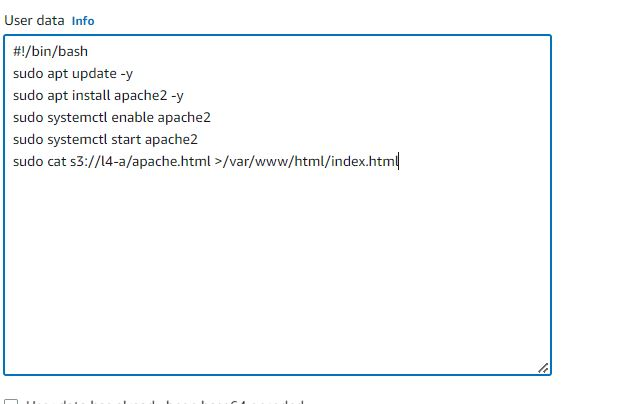 User data Info
#!/bin/bash
sudo apt update -y
sudo apt install apache2 -y
sudo systemctl enable apache2
sudo systemctl start apache2
sudo cat s3://l4-a/apache.html >/var/www/html/index.html